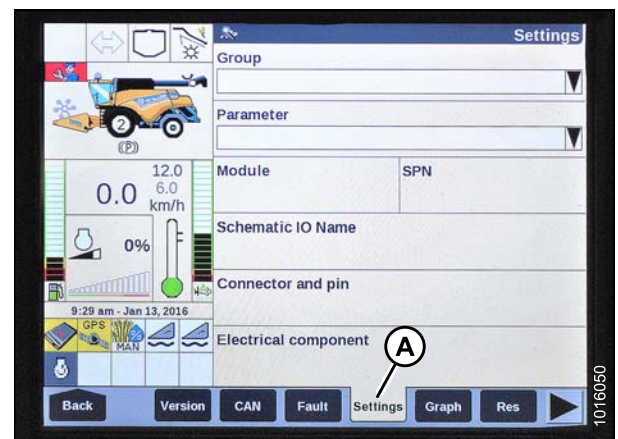 Settings
Group
Parameter
2
(P)
12.0
0.0
6.0
km/h
Module
SPN
Schematic IO Name
0%
Connector and pin
9:29 am - Jan 13, 2016
GPS
%
MAN
Electrical component
A
Back
Version
CAN
Fault
Settings
Graph
Res
1016050